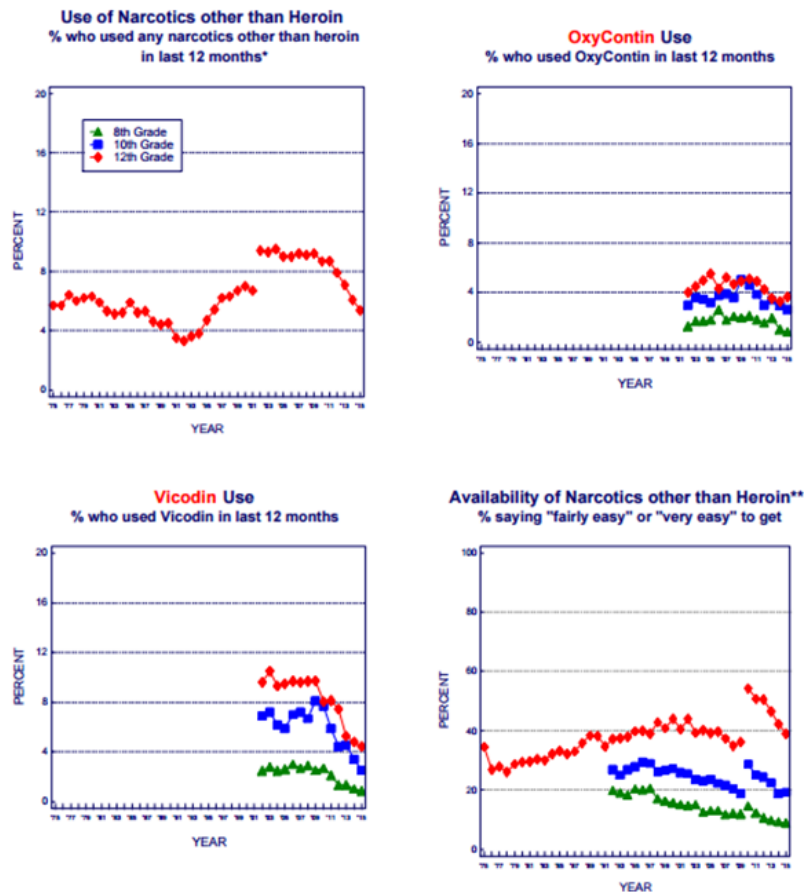 Use of Narcotics other than Heroin
% who used any narcotics other than heroin
in last 12 months*
20
16
12
8
4
0
PERCENT
8th Grade
10th Grade
12th Grade
YEAR
OxyContin Use
% who used OxyContin in last 12 months
20
16
12
8
4
0
PERCENT
YEAR
Vicodin Use
% who used Vicodin in last 12 months
20
16
12
8
4
0
PERCENT
YEAR
Availability of Narcotics other than Heroin**
% saying "fairly easy" or "very easy" to get
100
80
60
40
20
0
PERCENT
YEAR